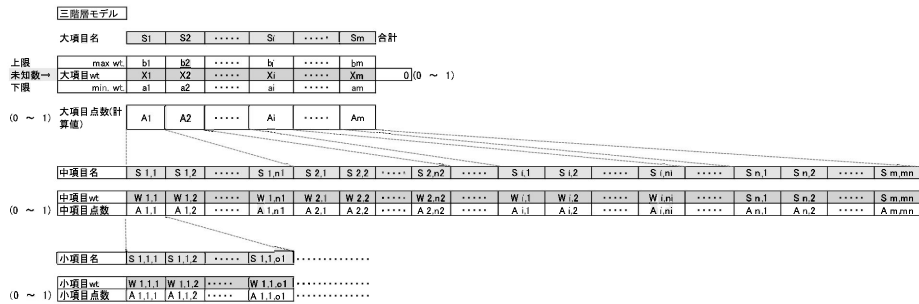 三階層モデル
大項目名 S1 S2 ····· Si ····· Sm 合計
上限 max wt. b1 b2 ····· bi ····· bm
未知数→ 大項目wt X1 X2 ····· Xi ····· Xm 0 (0 ～ 1)
下限 min. wt. a1 a2 ····· ai ····· am
(0 ～ 1) 大項目点数(計算値) A1 A2 ····· Ai ····· Am
中項目名 S 1,1 S 1,2 ····· S 1,n1 S 2,1 S 2,2 ····· S 2,n2 ····· S i,1 S i,2 ····· S i,ni ····· S n,1 S n,2 ····· S m,mn
中項目wt W 1,1 W 1,2 ····· W 1,n1 W 2,1 W 2,2 ····· W 2,n2 ····· W i,1 W i,2 ····· W i,ni ····· S n,1 S n,2 ····· S m,mn
(0 ～ 1) 中項目点数 A 1,1 A 1,2 ····· A 1,n1 A 2,1 A 2,2 ····· A 2,n2 ····· A i,1 A i,2 ····· A i,ni ····· A n,1 A n,2 ····· A m,mn
小項目名 S 1,1,1 S 1,1,2 ····· S 1,1,o1 ·············
小項目wt W 1,1,1 W 1,1,2 ····· W 1,1,o1 ·············
(0 ～ 1) 小項目点数 A 1,1,1 A 1,1,2 ····· A 1,1,o1 ·············